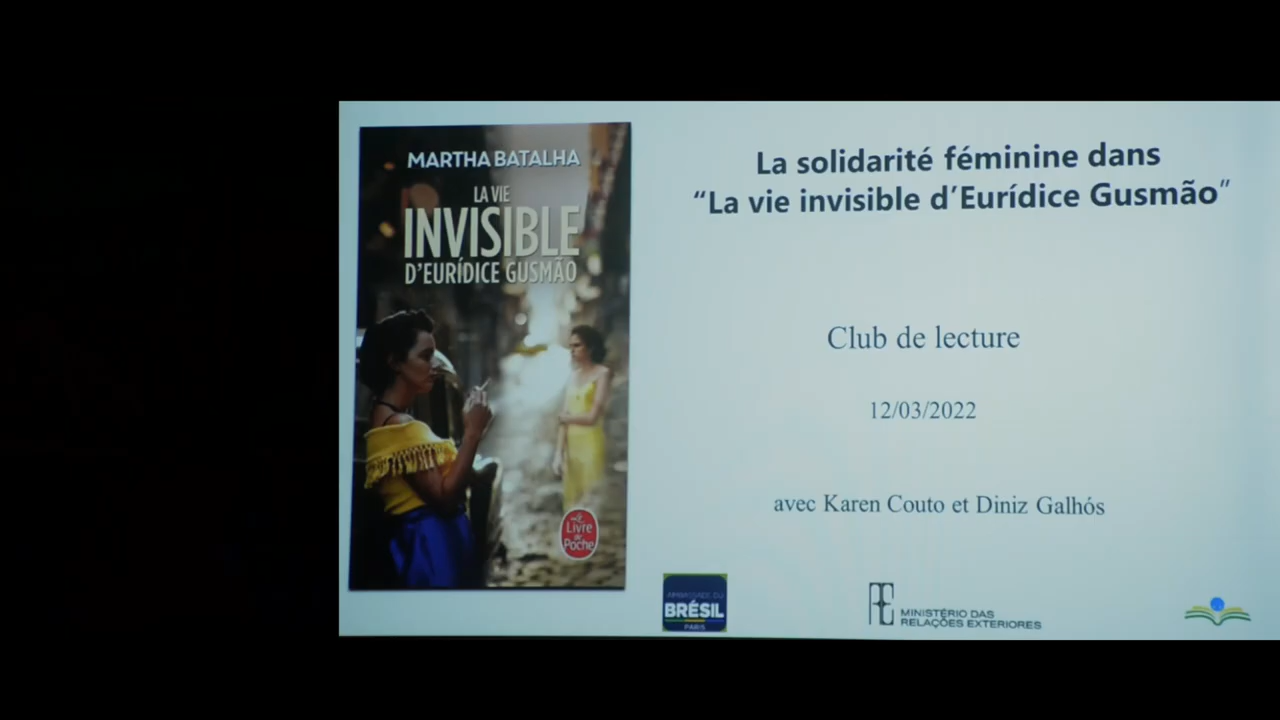 MARTHA BATALHA
LA VIE
INVISIBLE
D'EURÍDICE GUSMÃO
Le
Livre
de
Poche
La solidarité féminine dans
“La vie invisible d’Eurídice Gusmão”
Club de lecture
12/03/2022
avec Karen Couto et Diniz Galhós
AMBASSADE DU
BRÉSIL
PARIS
MINISTÉRIO DAS
RELAÇÕES EXTERIORES